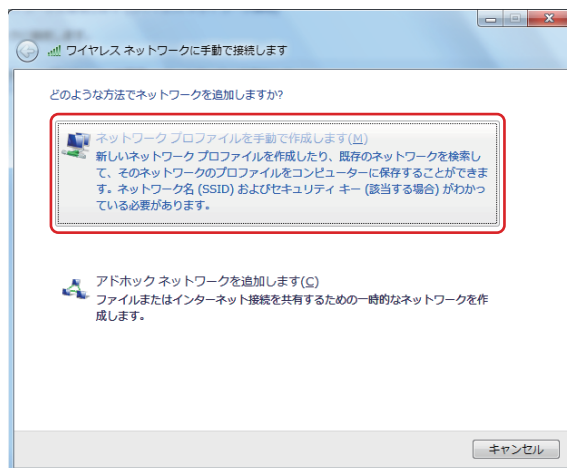 ワイヤレス ネットワークに手動で接続します
どのような方法でネットワークを追加しますか?
ネットワーク プロファイルを手動で作成します(M)
新しいネットワーク プロファイルを作成したり、既存のネットワークを検索し
て、そのネットワークのプロファイルをコンピューターに保存することができま
す。ネットワーク名 (SSID) およびセキュリティ キー (該当する場合) がわかっ
ている必要があります。
アドホック ネットワークを追加します(C)
ファイルまたはインターネット接続を共有するための一時的なネットワークを作
成します。
キャンセル